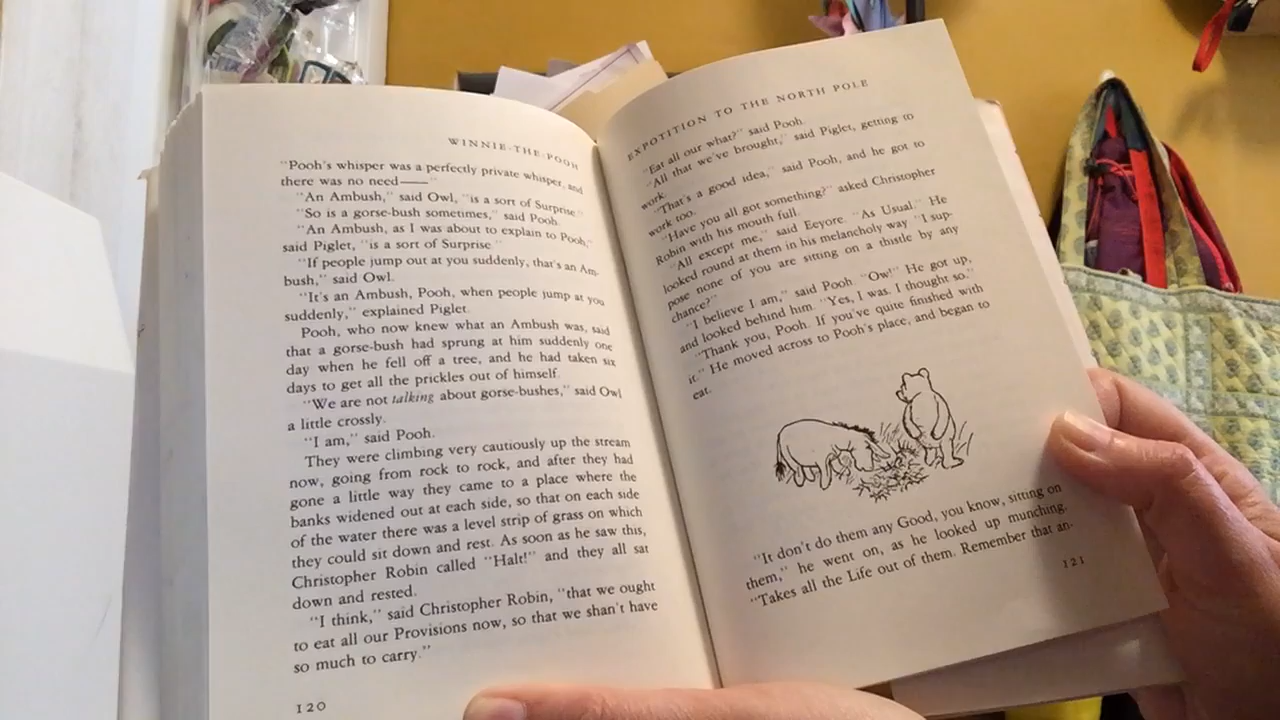 WINNIE-THE-POOH
"Pooh's whisper was a perfectly private whisper, and
there was no need——"
"An Ambush," said Owl, "is a sort of Surprise."
"So is a gorse-bush sometimes," said Pooh.
"An Ambush, as I was about to explain to Pooh,"
said Piglet, "is a sort of Surprise."
"If people jump out at you suddenly, that's an Am-
bush," said Owl.
"It's an Ambush, Pooh, when people jump at you
suddenly," explained Piglet.
Pooh, who now knew what an Ambush was, said
that a gorse-bush had sprung at him suddenly one
day when he fell off a tree, and he had taken six
days to get all the prickles out of himself.
"We are not talking about gorse-bushes," said Owl
a little crossly.
"I am," said Pooh.
They were climbing very cautiously up the stream
now, going from rock to rock, and after they had
gone a little way they came to a place where the
banks widened out at each side, so that on each side
of the water there was a level strip of grass on which
they could sit down and rest. As soon as he saw this,
Christopher Robin called "Halt!" and they all sat
down and rested.
"I think," said Christopher Robin, "that we ought
to eat all our Provisions now, so that we shan't have
so much to carry."
120
EXPOTITION TO THE NORTH POLE
"Eat all our what?" said Pooh.
"All that we've brought," said Piglet, getting to
work.
"That's a good idea," said Pooh, and he got to
work too.
"Have you all got something?" asked Christopher
Robin with his mouth full.
"All except me," said Eeyore. "As Usual." He
looked round at them in his melancholy way. "I sup-
pose none of you are sitting on a thistle by any
chance?"
"I believe I am," said Pooh. "Ow!" He got up,
and looked behind him. "Yes, I was. I thought so."
"Thank you, Pooh. If you've quite finished with
it." He moved across to Pooh's place, and began to
eat.
"It don't do them any Good, you know, sitting on
them," he went on, as he looked up munching.
"Takes all the Life out of them. Remember that an-
121